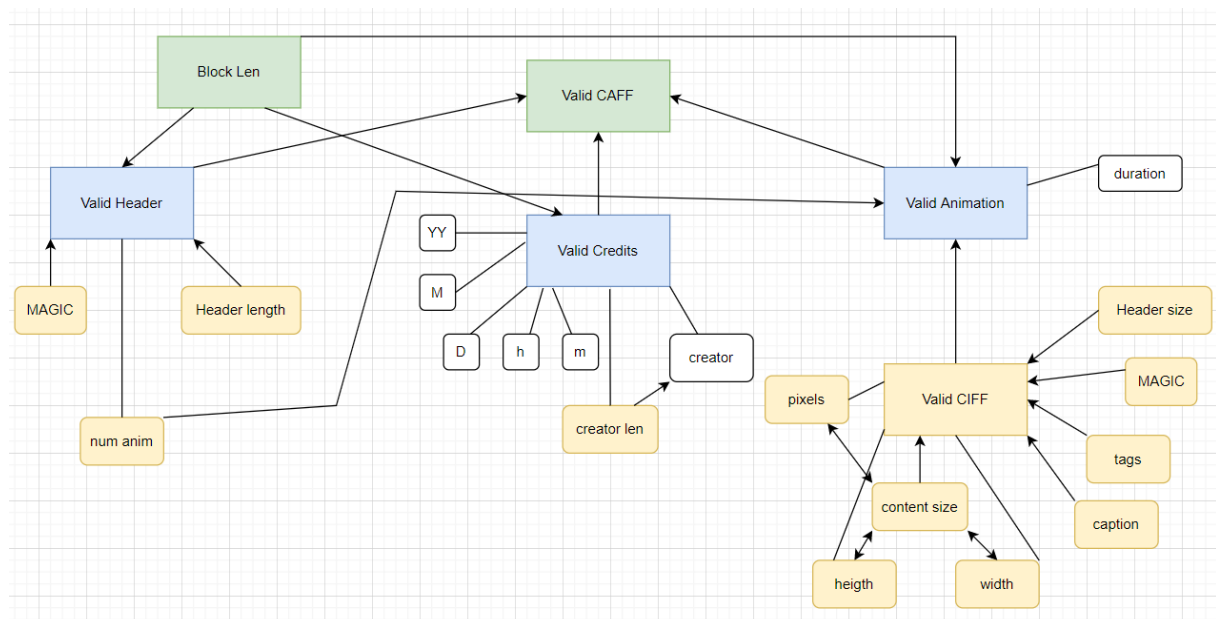 Block Len
Valid CAFF
duration
Valid Header
Valid Animation
YY
Valid Credits
M
MAGIC
Header length
Header size
D
h
m
creator
MAGIC
pixels
Valid CIFF
num anim
creator len
tags
content size
caption
heigth
width